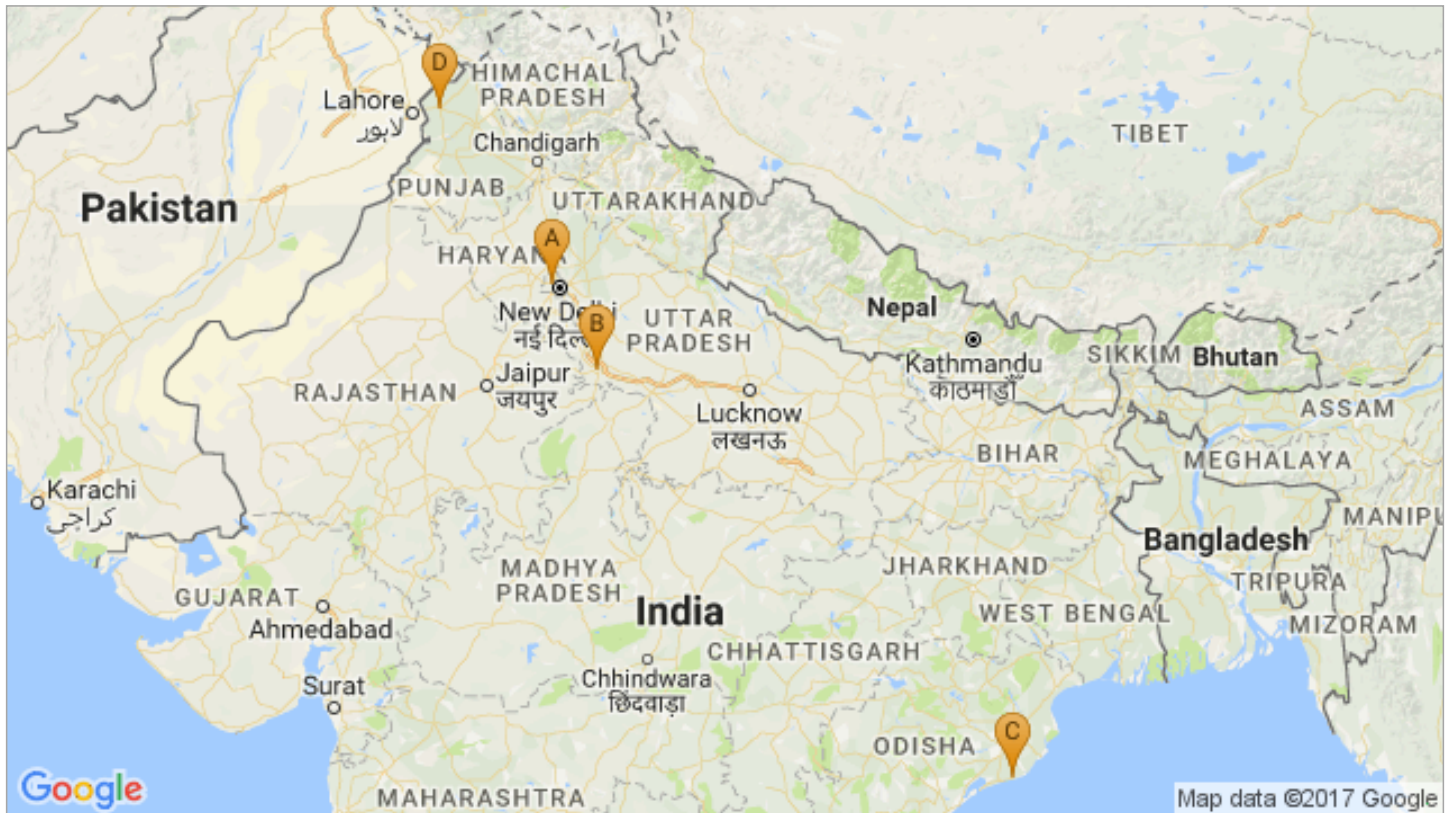 D
HIMACHAL
PRADESH
Lahore
لاہور
Chandigarh
TIBET
PUNJAB
Pakistan
UTTARAKHAND
A
HARYANA
New Delhi
नई दिल्ली
B
UTTAR
PRADESH
Nepal
Kathmandu
काठमाडौँ
SIKKIM
Bhutan
RAJASTHAN
Jaipur
जयपुर
Lucknow
लखनऊ
ASSAM
BIHAR
MEGHALAYA
Karachi
کراچی
MANIPU
Bangladesh
MADHYA
PRADESH
JHARKHAND
TRIPURA
GUJARAT
Ahmedabad
India
WEST BENGAL
MIZORAM
CHHATTISGARH
Chhindwara
छिंदवाड़ा
Surat
C
ODISHA
Google
MAHARASHTRA
Map data ©2017 Google